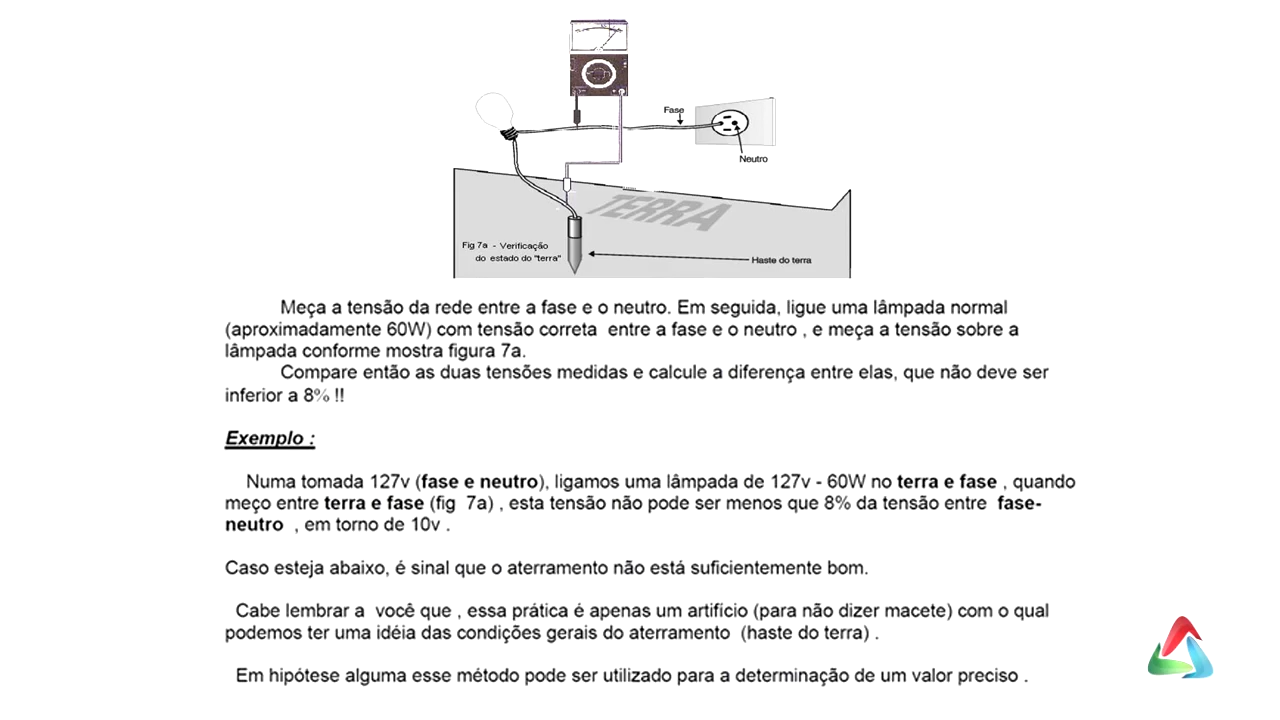 Fase
Neutro
TERRA
Fig 7a - Verificação
do estado do "terra"
Haste do terra
Meça a tensão da rede entre a fase e o neutro. Em seguida, ligue uma lâmpada normal
(aproximadamente 60W) com tensão correta entre a fase e o neutro , e meça a tensão sobre a
lâmpada conforme mostra figura 7a.
Compare então as duas tensões medidas e calcule a diferença entre elas, que não deve ser
inferior a 8% !!
Exemplo :
Numa tomada 127v (fase e neutro), ligamos uma lâmpada de 127v - 60W no terra e fase , quando
meço entre terra e fase (fig 7a) , esta tensão não pode ser menos que 8% da tensão entre fase-
neutro , em torno de 10v .
Caso esteja abaixo, é sinal que o aterramento não está suficientemente bom.
Cabe lembrar a você que , essa prática é apenas um artifício (para não dizer macete) com o qual
podemos ter uma idéia das condições gerais do aterramento (haste do terra) .
Em hipótese alguma esse método pode ser utilizado para a determinação de um valor preciso .